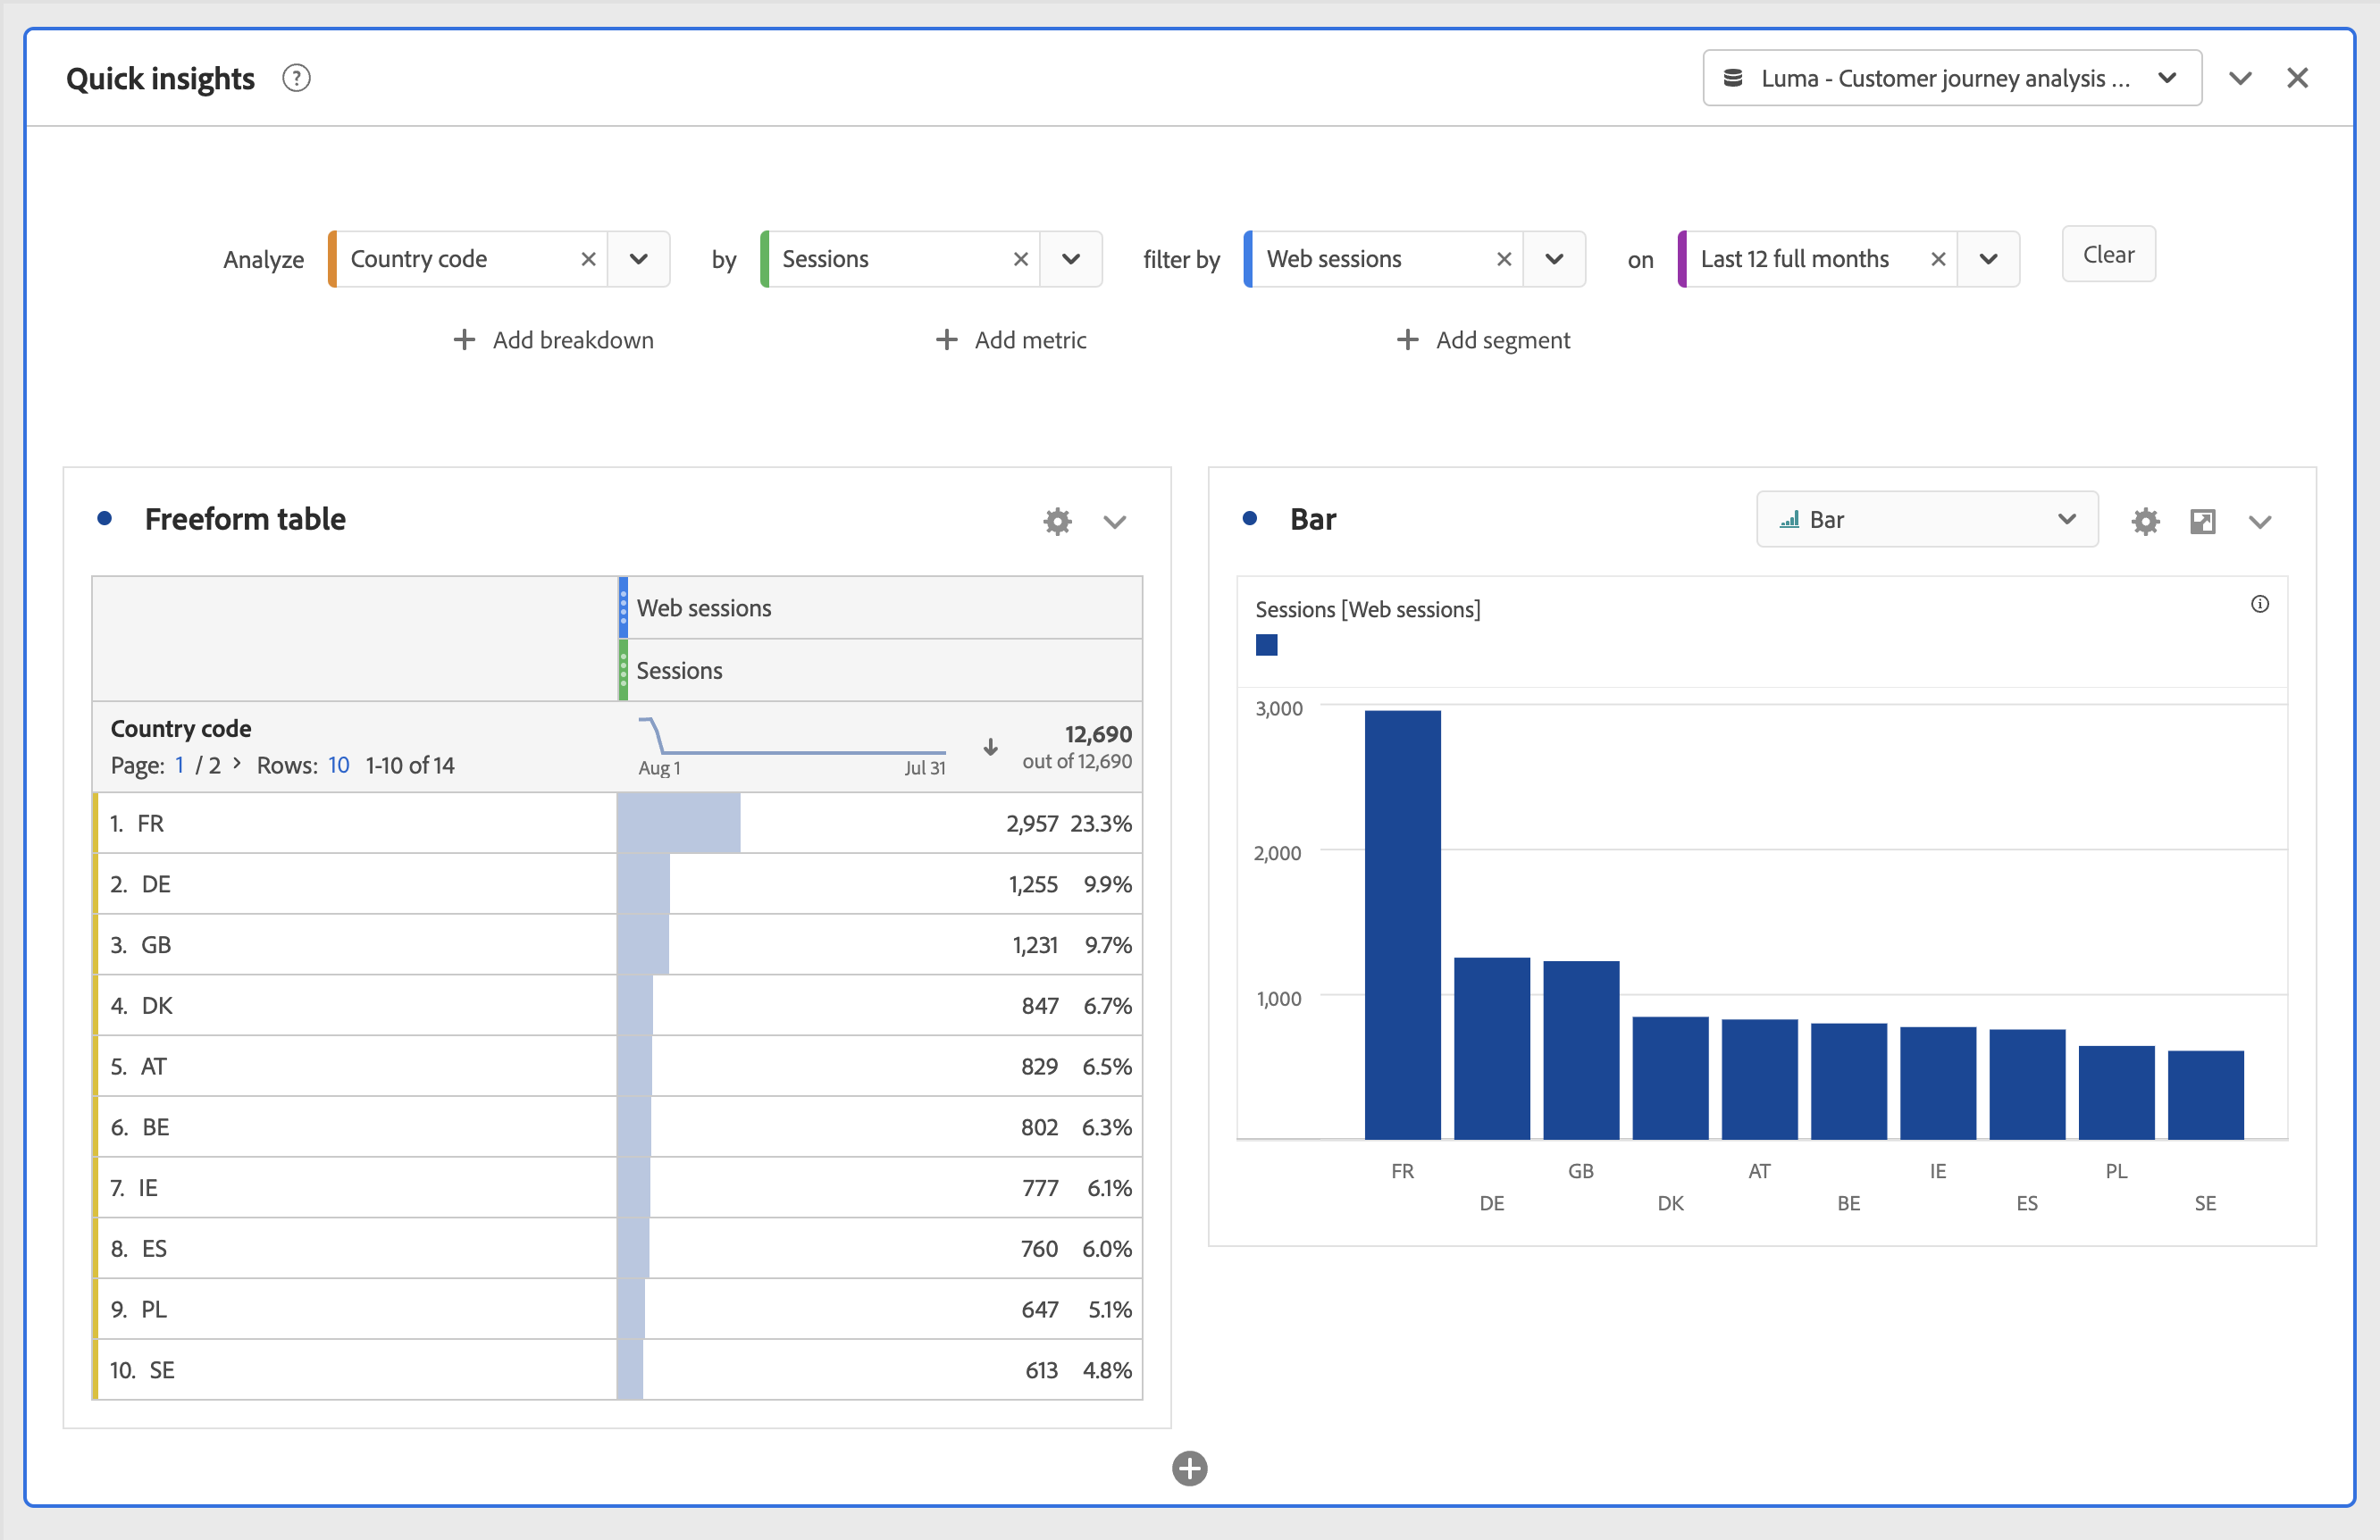 Quick insights ?
Luma - Customer journey analysis ...
Analyze Country code by Sessions filter by Web sessions on Last 12 full months Clear
Add breakdown Add metric Add segment
Freeform table
Web sessions
Sessions
Country code
Page: 1 / 2 > Rows: 10 1-10 of 14
Aug 1 Jul 31
12,690
out of 12,690
1. FR 2,957 23.3%
2. DE 1,255 9.9%
3. GB 1,231 9.7%
4. DK 847 6.7%
5. AT 829 6.5%
6. BE 802 6.3%
7. IE 777 6.1%
8. ES 760 6.0%
9. PL 647 5.1%
10. SE 613 4.8%
Bar
Bar
Sessions [Web sessions]
3,000
2,000
1,000
FR GB AT IE PL
DE DK BE ES SE